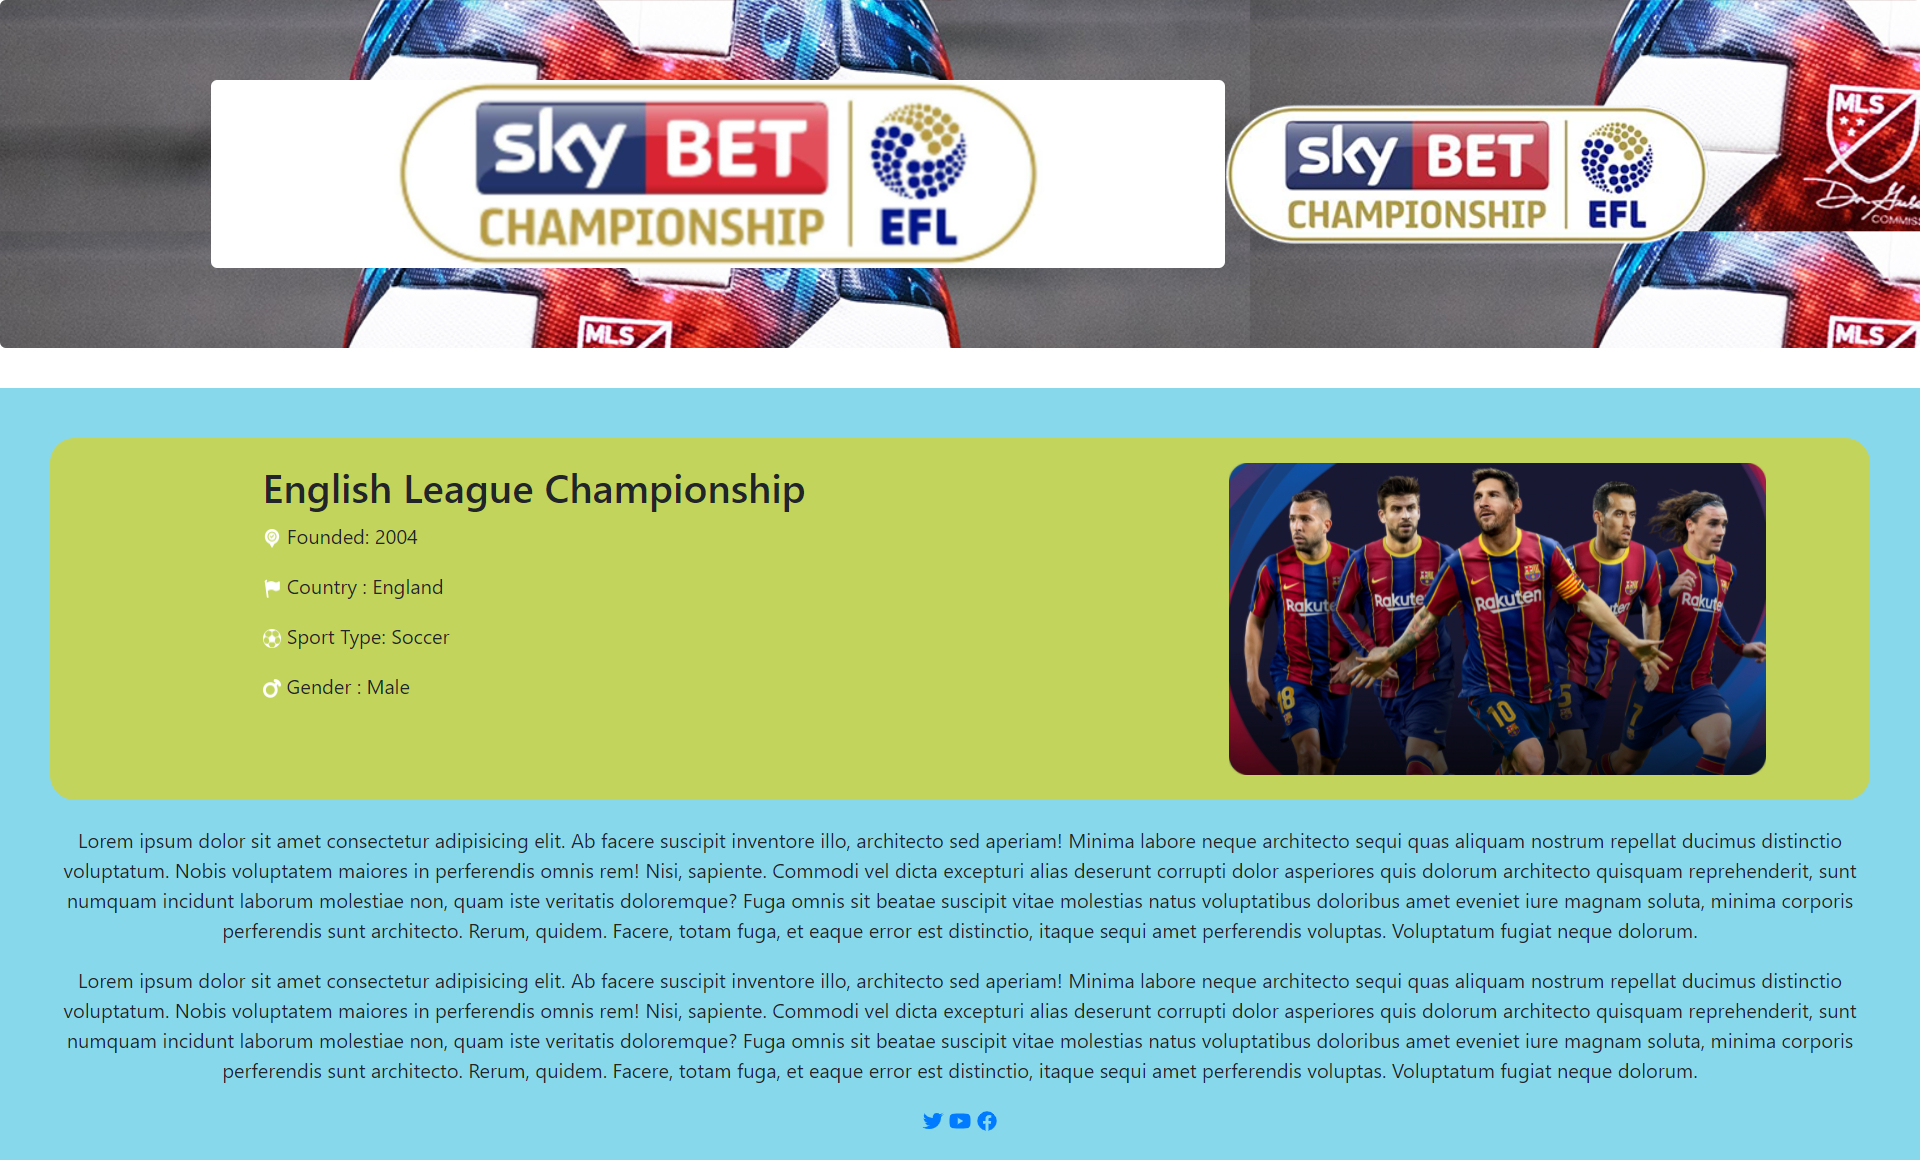 sky BET
CHAMPIONSHIP EFL
sky BET
CHAMPIONSHIP EFL
MLS
COMMISS
MLS
MLS
English League Championship
Founded: 2004
Country : England
Sport Type: Soccer
Gender : Male
Rakuten
Rakuten
Rakuten
Rakuten
18
10
5
7
Lorem ipsum dolor sit amet consectetur adipisicing elit. Ab facere suscipit inventore illo, architecto sed aperiam! Minima labore neque architecto sequi quas aliquam nostrum repellat ducimus distinctio
voluptatum. Nobis voluptatem maiores in perferendis omnis rem! Nisi, sapiente. Commodi vel dicta excepturi alias deserunt corrupti dolor asperiores quis dolorum architecto quisquam reprehenderit, sunt
numquam incidunt laborum molestiae non, quam iste veritatis doloremque? Fuga omnis sit beatae suscipit vitae molestias natus voluptatibus doloribus amet eveniet iure magnam soluta, minima corporis
perferendis sunt architecto. Rerum, quidem. Facere, totam fuga, et eaque error est distinctio, itaque sequi amet perferendis voluptas. Voluptatum fugiat neque dolorum.
Lorem ipsum dolor sit amet consectetur adipisicing elit. Ab facere suscipit inventore illo, architecto sed aperiam! Minima labore neque architecto sequi quas aliquam nostrum repellat ducimus distinctio
voluptatum. Nobis voluptatem maiores in perferendis omnis rem! Nisi, sapiente. Commodi vel dicta excepturi alias deserunt corrupti dolor asperiores quis dolorum architecto quisquam reprehenderit, sunt
numquam incidunt laborum molestiae non, quam iste veritatis doloremque? Fuga omnis sit beatae suscipit vitae molestias natus voluptatibus doloribus amet eveniet iure magnam soluta, minima corporis
perferendis sunt architecto. Rerum, quidem. Facere, totam fuga, et eaque error est distinctio, itaque sequi amet perferendis voluptas. Voluptatum fugiat neque dolorum.